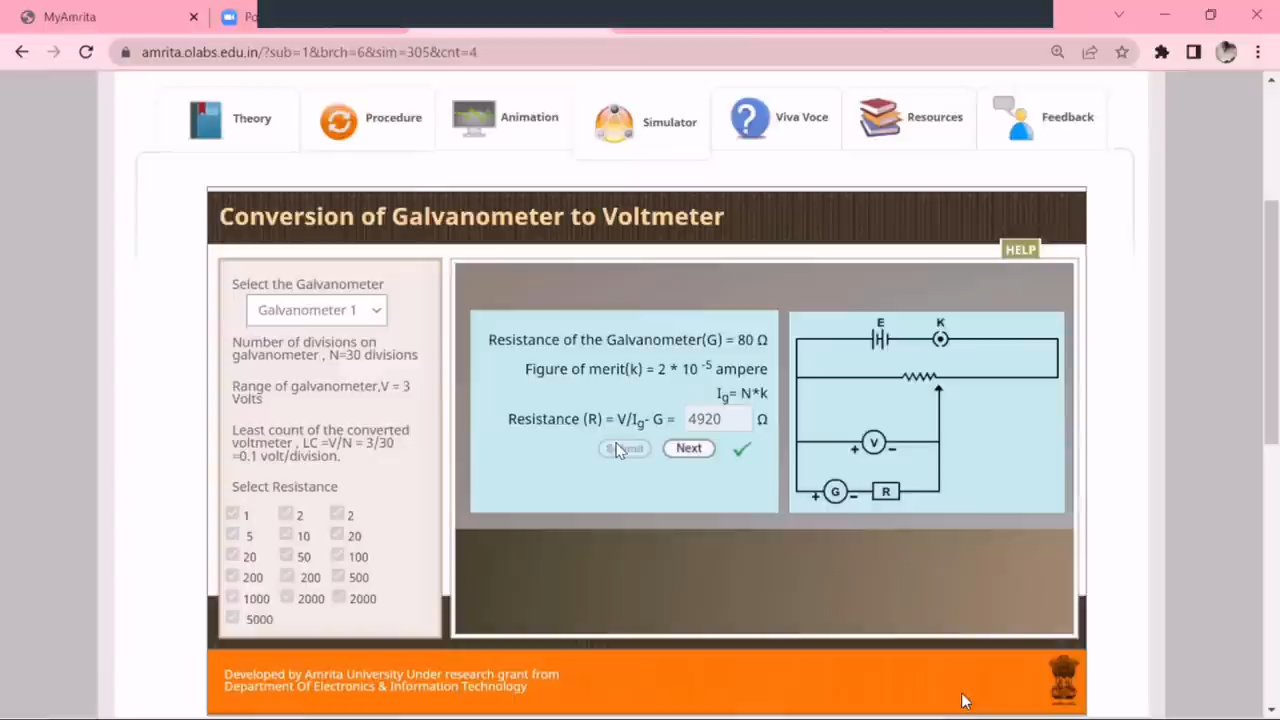 MyAmrita
amrita.olabs.edu.in/?sub=1&brch=6&sim=305&cnt=4
Theory
Procedure
Animation
Simulator
Viva Voce
Resources
Feedback
Conversion of Galvanometer to Voltmeter
HELP
Select the Galvanometer
Galvanometer 1
Number of divisions on
galvanometer , N=30 divisions
Range of galvanometer,V = 3
Volts
Least count of the converted
voltmeter , LC =V/N = 3/30
=0.1 volt/division.
Select Resistance
1 2 2
5 10 20
20 50 100
200 200 500
1000 2000 2000
5000
Resistance of the Galvanometer(G) = 80 Ω
Figure of merit(k) = 2 * 10 -5 ampere
Ig= N*k
Resistance (R) = V/Ig- G = 4920 Ω
Next
E K
+ V −
+ G − R
Developed by Amrita University Under research grant from
Department Of Electronics & Information Technology